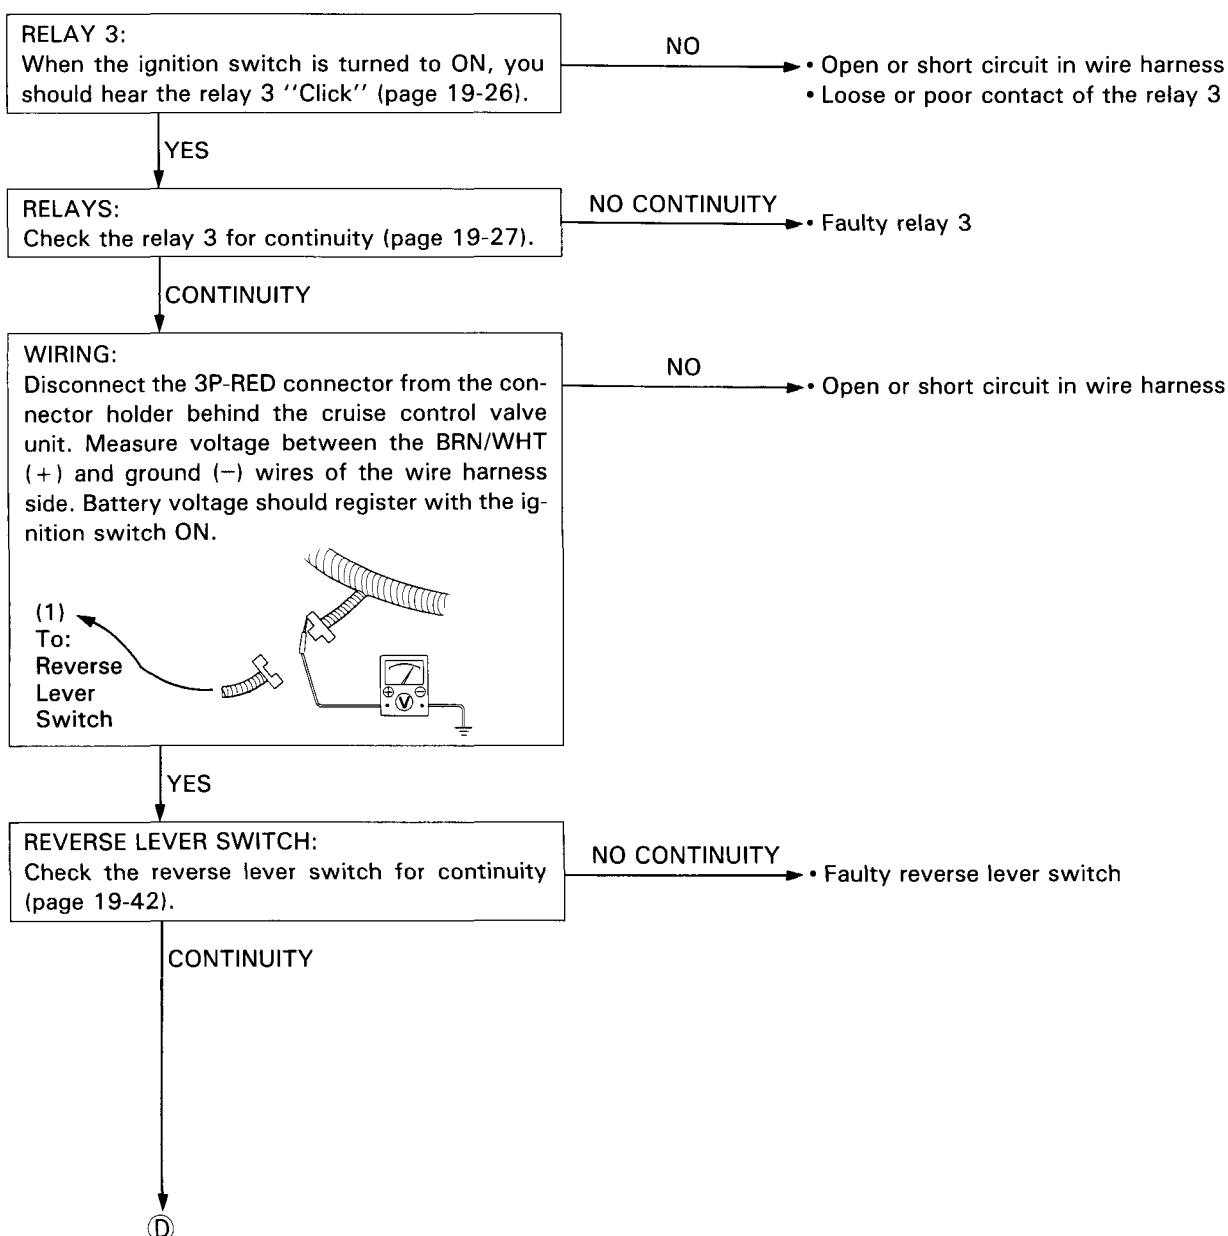 RELAY 3:
When the ignition switch is turned to ON, you
should hear the relay 3 ''Click'' (page 19-26).
NO
• Open or short circuit in wire harness
• Loose or poor contact of the relay 3
YES
RELAYS:
Check the relay 3 for continuity (page 19-27).
NO CONTINUITY
• Faulty relay 3
CONTINUITY
WIRING:
Disconnect the 3P-RED connector from the con-
nector holder behind the cruise control valve
unit. Measure voltage between the BRN/WHT
(+) and ground (−) wires of the wire harness
side. Battery voltage should register with the ig-
nition switch ON.
NO
• Open or short circuit in wire harness
(1)
To:
Reverse
Lever
Switch
⊕ ⊖
V
YES
REVERSE LEVER SWITCH:
Check the reverse lever switch for continuity
(page 19-42).
NO CONTINUITY
• Faulty reverse lever switch
CONTINUITY
D